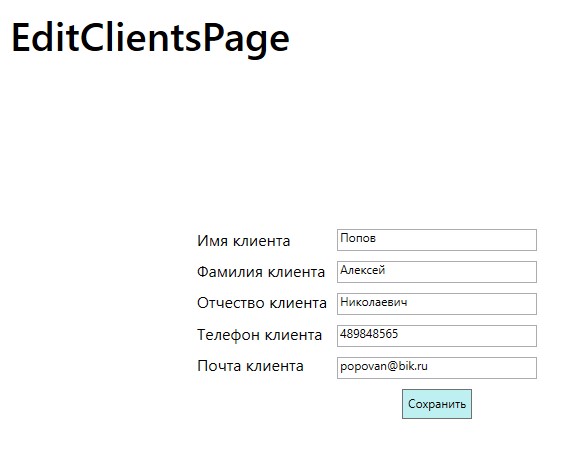 EditClientsPage
Имя клиента Попов
Фамилия клиента Алексей
Отчество клиента Николаевич
Телефон клиента 489848565
Почта клиента popovan@bik.ru
Сохранить